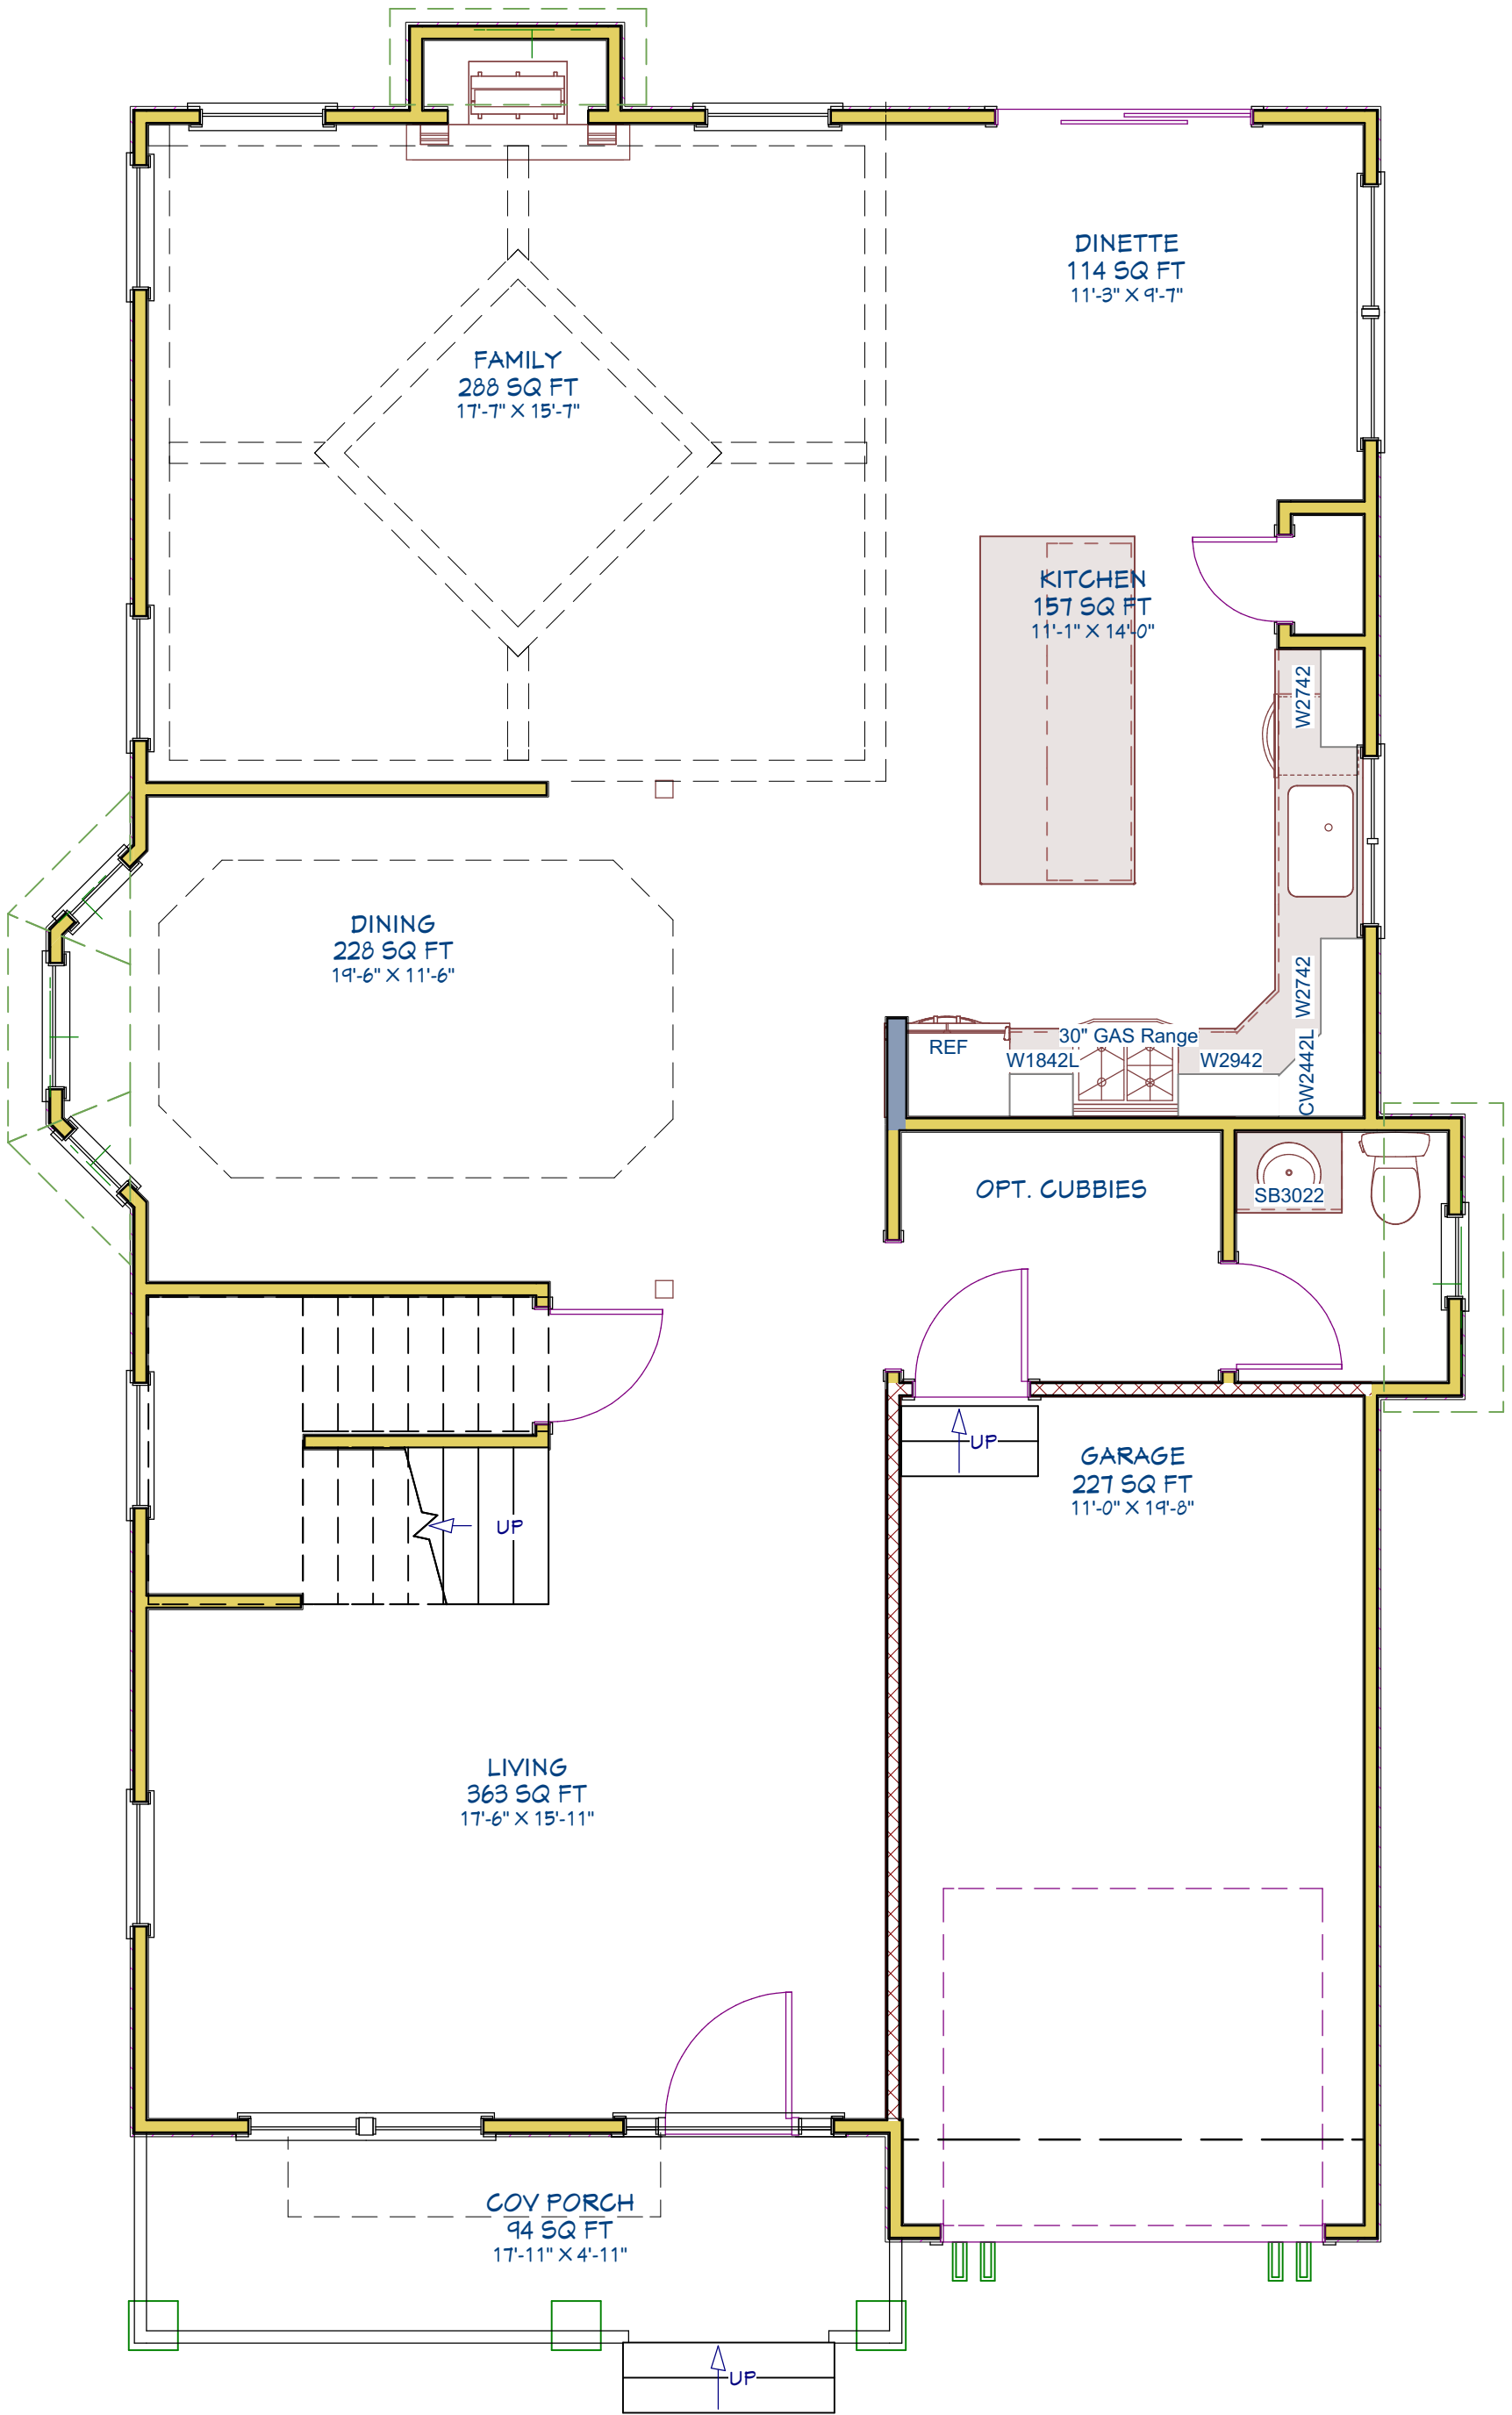 DINETTE
114 SQ FT
11'-3" X 9'-7"
FAMILY
288 SQ FT
17'-7" X 15'-7"
KITCHEN
157 SQ FT
11'-1" X 14'-0"
W2742
DINING
228 SQ FT
19'-6" X 11'-6"
W2742
30" GAS Range
REF
W1842L
W2942
CW2442L
OPT. CUBBIES
SB3022
UP
GARAGE
227 SQ FT
11'-0" X 19'-8"
UP
LIVING
363 SQ FT
17'-6" X 15'-11"
COV PORCH
94 SQ FT
17'-11" X 4'-11"
UP